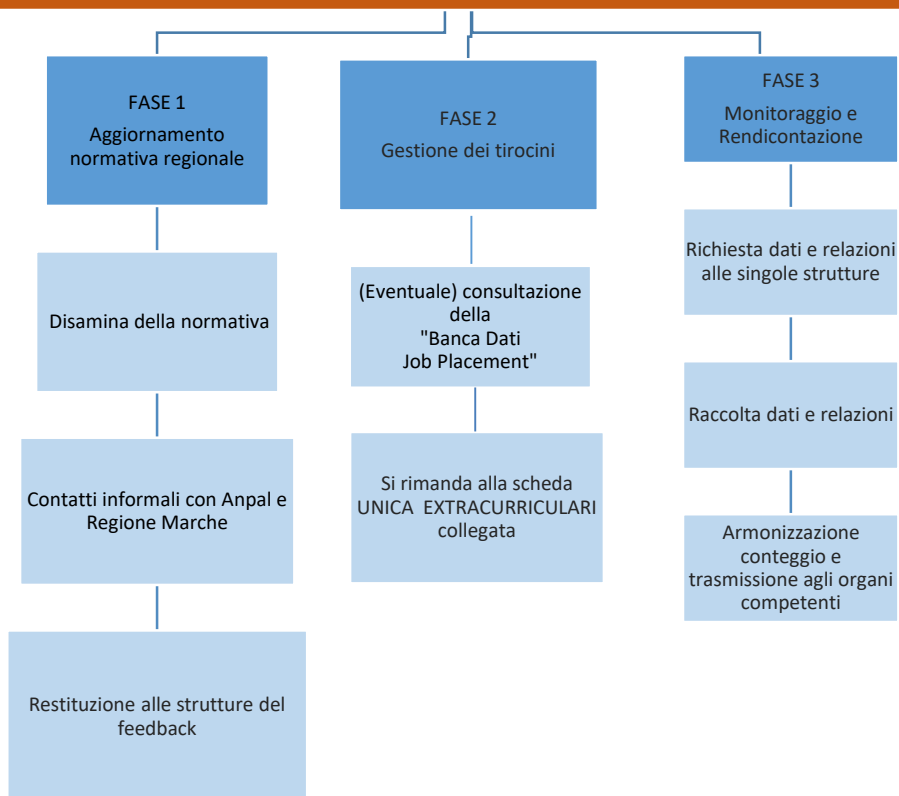 FASE 1
Aggiornamento
normativa regionale
Disamina della normativa
Contatti informali con Anpal e
Regione Marche
Restituzione alle strutture del
feedback
FASE 2
Gestione dei tirocini
(Eventuale) consultazione
della
"Banca Dati
Job Placement"
Si rimanda alla scheda
UNICA EXTRACURRICULARI
collegata
FASE 3
Monitoraggio e
Rendicontazione
Richiesta dati e relazioni
alle singole strutture
Raccolta dati e relazioni
Armonizzazione
conteggio e
trasmissione agli organi
competenti